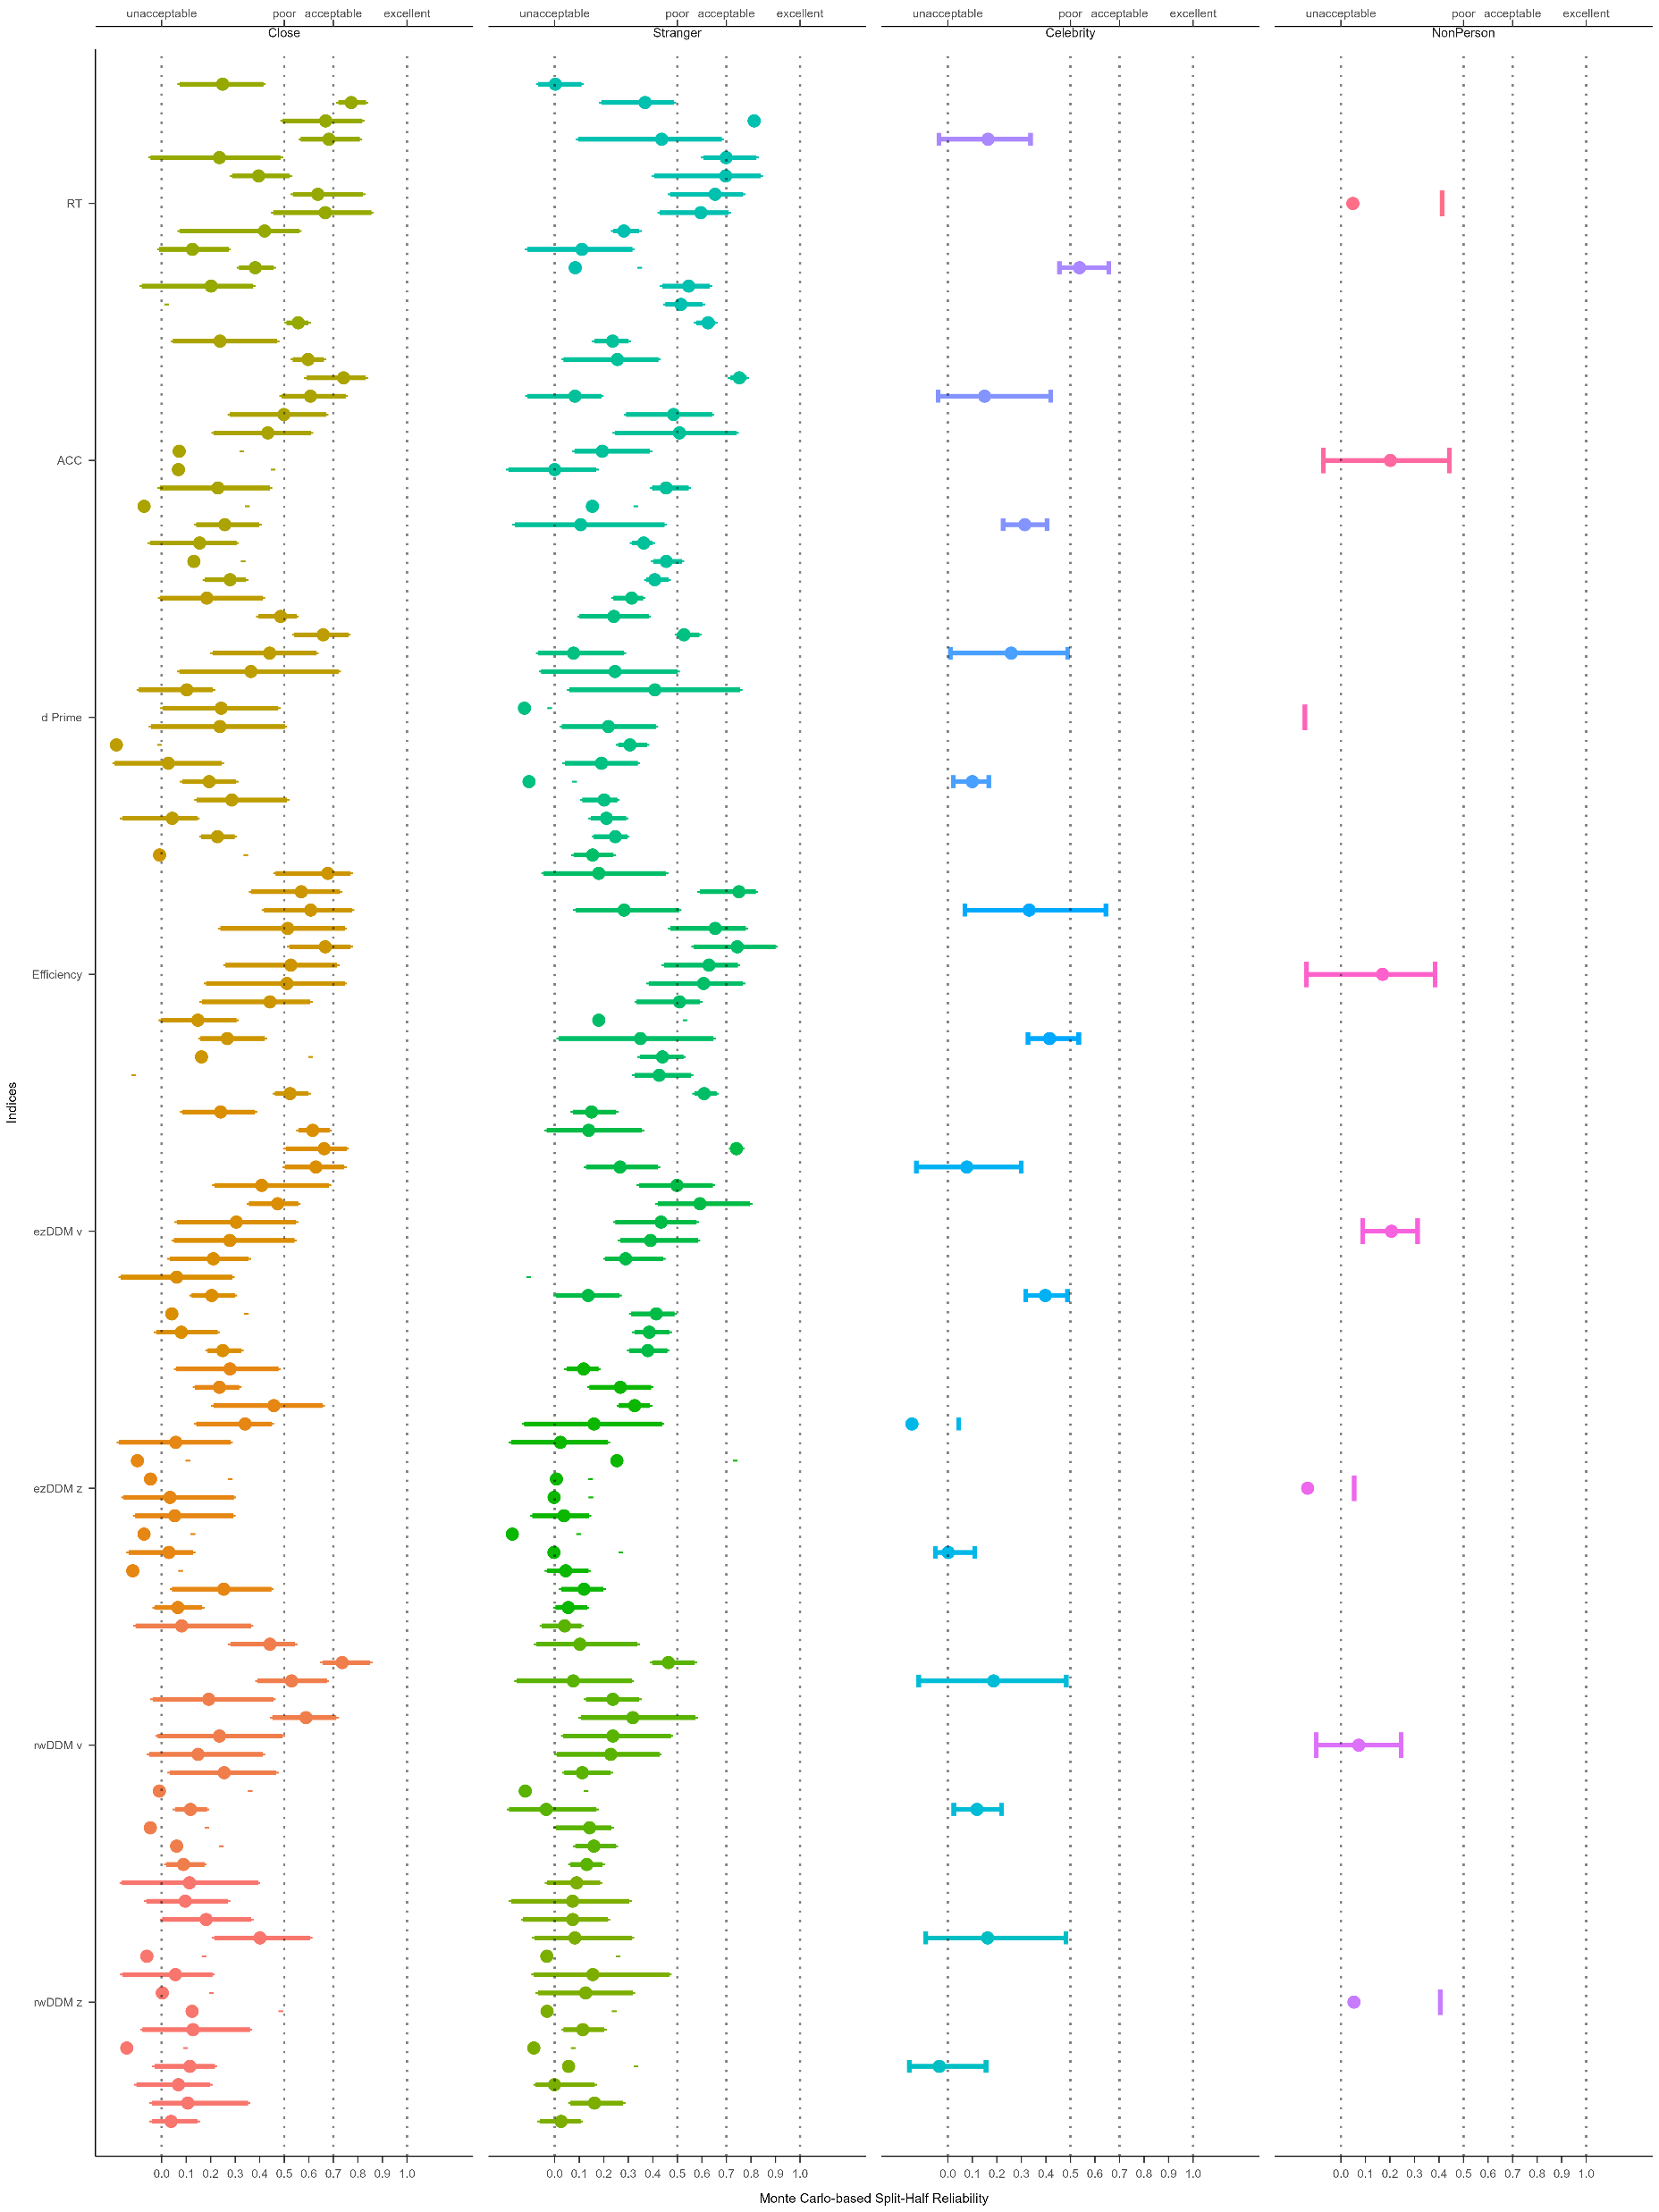 unacceptable poor acceptable excellent unacceptable poor acceptable excellent unacceptable poor acceptable excellent unacceptable poor acceptable excellent
Close Stranger Celebrity NonPerson
RT
ACC
d Prime
Efficiency
Indices
ezDDM v
ezDDM z
rwDDM v
rwDDM z
0.0 0.1 0.2 0.3 0.4 0.5 0.6 0.7 0.8 0.9 1.0 0.0 0.1 0.2 0.3 0.4 0.5 0.6 0.7 0.8 0.9 1.0 0.0 0.1 0.2 0.3 0.4 0.5 0.6 0.7 0.8 0.9 1.0 0.0 0.1 0.2 0.3 0.4 0.5 0.6 0.7 0.8 0.9 1.0
Monte Carlo-based Split-Half Reliability